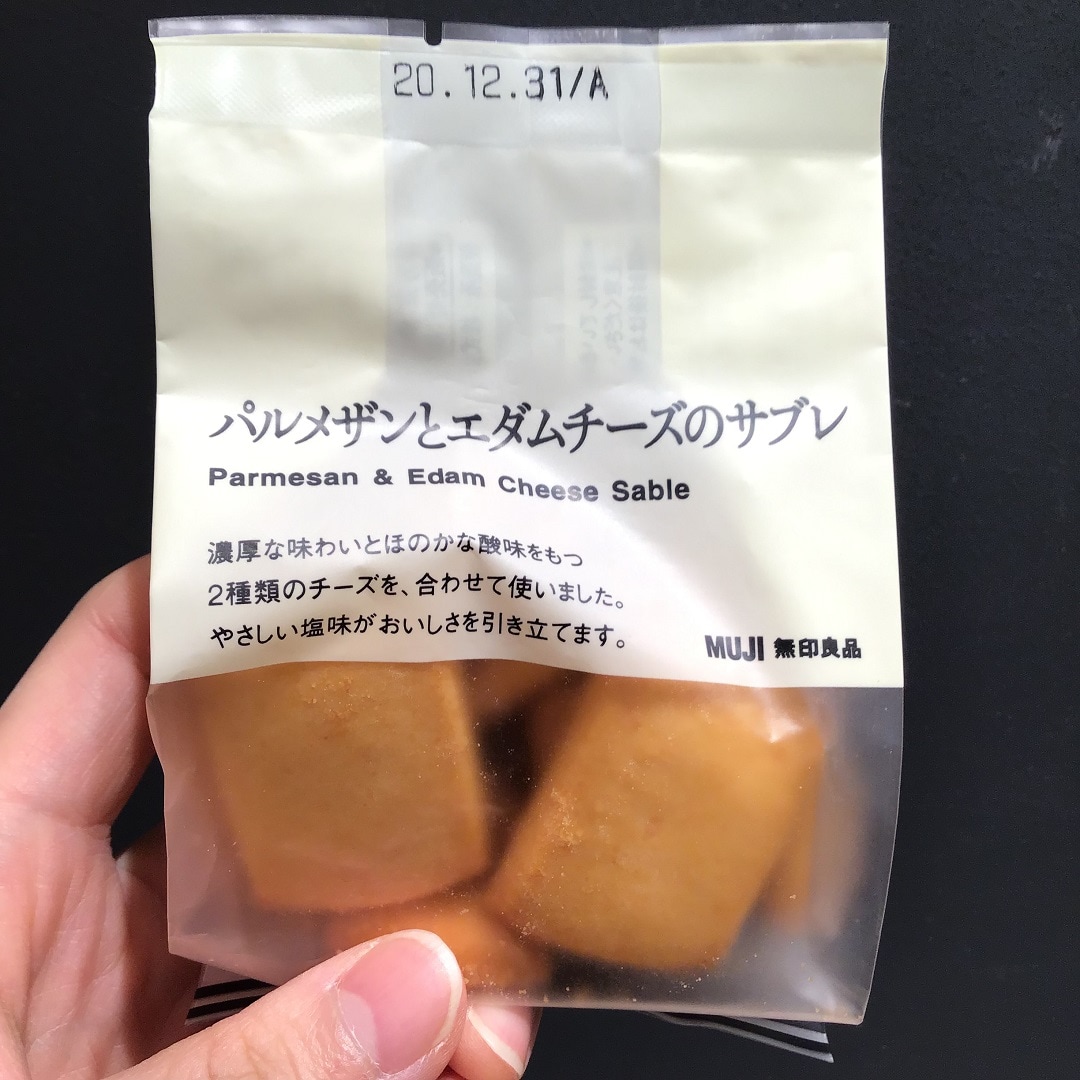 20.12.31/A
パルメザンとエダムチーズのサブレ
Parmesan & Edam Cheese Sable
濃厚な味わいとほのかな酸味をもつ
2種類のチーズを、合わせて使いました。
やさしい塩味がおいしさを引き立てます。
MUJI 無印良品